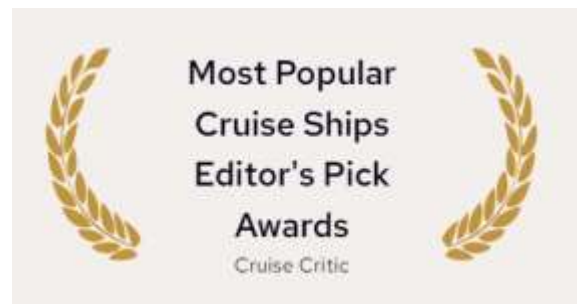 Most Popular
Cruise Ships
Editor's Pick
Awards
Cruise Critic